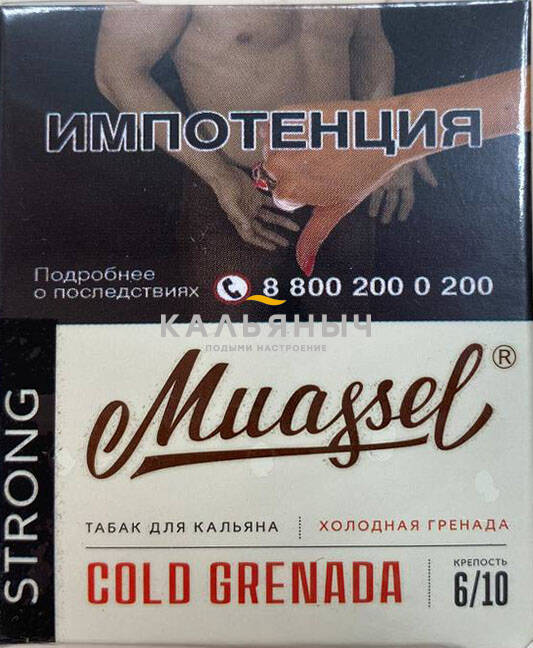 ИМПОТЕНЦИЯ
Подробнее
о последствиях
8 800 200 0 200
КАЛЬЯНЫЧ
ПОДЫМИ НАСТРОЕНИЕ
Muassel®
STRONG
ТАБАК ДЛЯ КАЛЬЯНА
ХОЛОДНАЯ ГРЕНАДА
COLD GRENADA
КРЕПОСТЬ
6/10